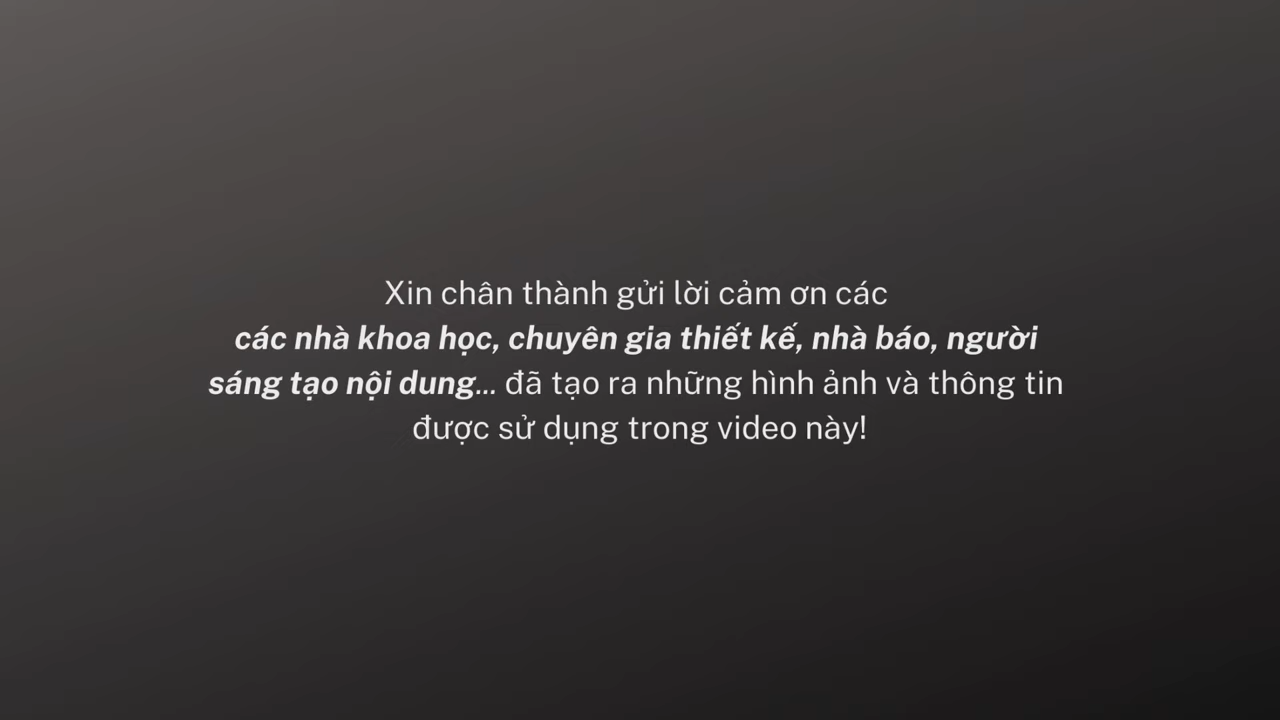 Xin chân thành gửi lời cảm ơn các
các nhà khoa học, chuyên gia thiết kế, nhà báo, người
sáng tạo nội dung... đã tạo ra những hình ảnh và thông tin
được sử dụng trong video này!